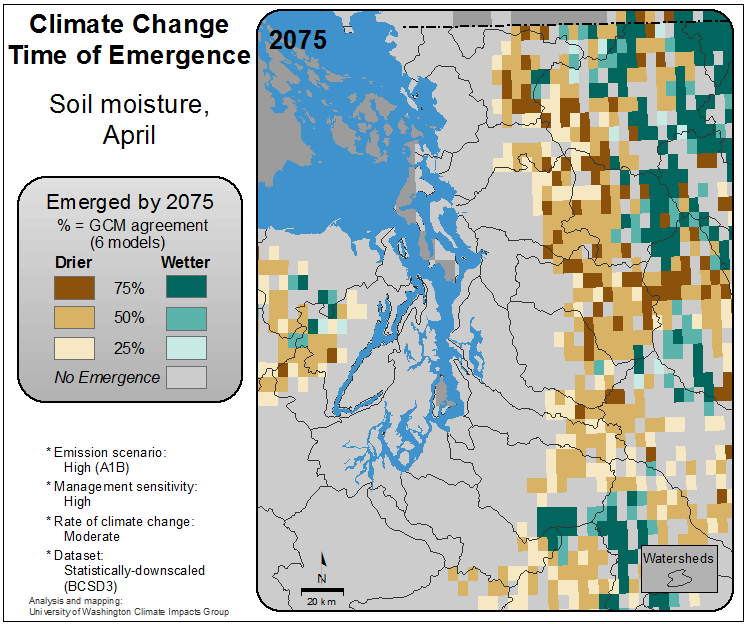 Climate Change
Time of Emergence
Soil moisture,
April
Emerged by 2075
% = GCM agreement
(6 models)
Drier Wetter
75%
50%
25%
No Emergence
* Emission scenario:
High (A1B)
* Management sensitivity:
High
* Rate of climate change:
Moderate
* Dataset:
Statistically-downscaled
(BCSD3)
Analysis and mapping:
University of Washington Climate Impacts Group
2075
N
20 km
Watersheds